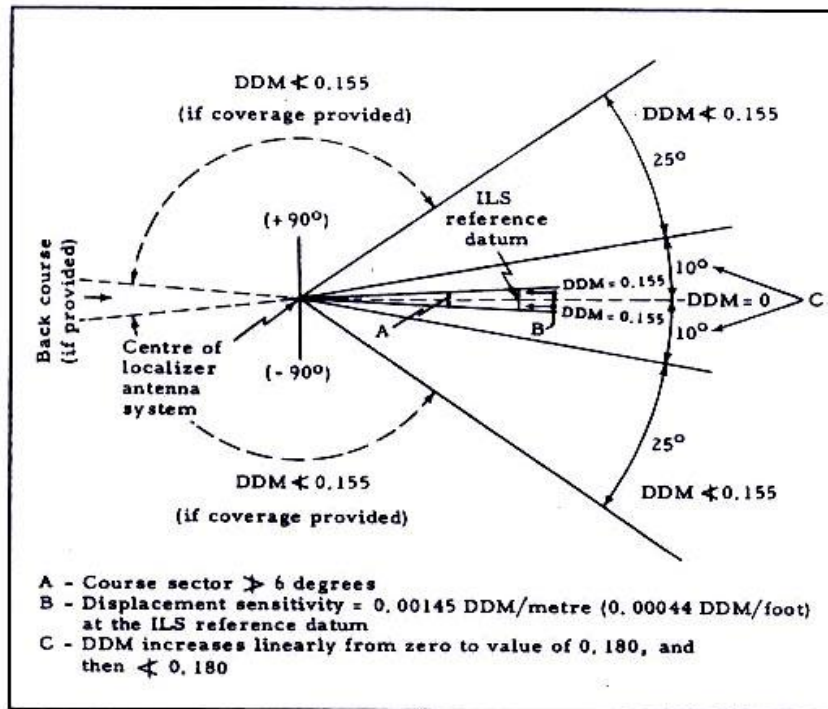 DDM ≮ 0.155
(if coverage provided)
DDM ≮ 0.155
25°
ILS
reference
datum
(+90°)
10°
DDM = 0.155
Back course
(if provided)
DDM = 0
C
A
B
DDM = 0.155
10°
Centre of
localizer
antenna
system
(-90°)
25°
DDM ≮ 0.155
(if coverage provided)
DDM ≮ 0.155
A - Course sector ≯ 6 degrees
B - Displacement sensitivity = 0.00145 DDM/metre (0.00044 DDM/foot)
at the ILS reference datum
C - DDM increases linearly from zero to value of 0.180, and
then ≮ 0.180